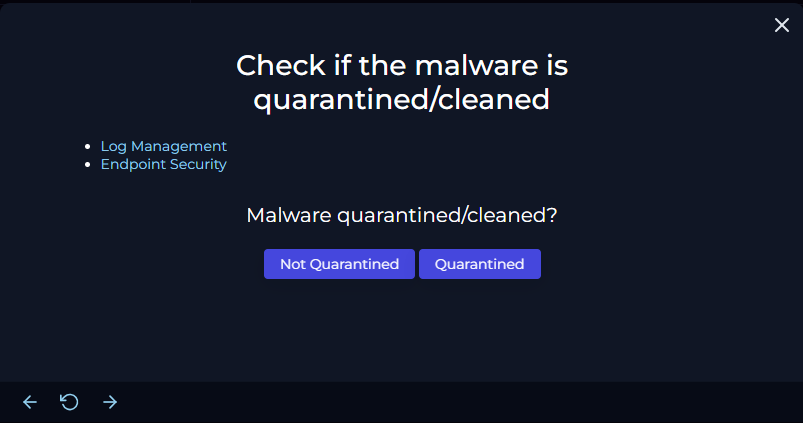 Check if the malware is
quarantined/cleaned
Log Management
Endpoint Security
Malware quarantined/cleaned?
Not Quarantined
Quarantined